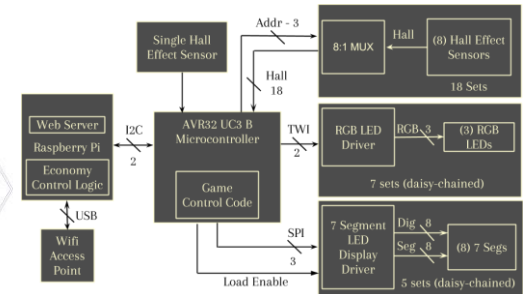 Single Hall
Effect Sensor
Addr - 3
Hall
18
8:1 MUX
Hall
(8) Hall Effect
Sensors
18 Sets
Web Server
Raspberry Pi
Economy
Control Logic
I2C
2
AVR32 UC3 B
Microcontroller
Game
Control Code
TWI
2
RGB LED
Driver
RGB 3
(3) RGB
LEDs
7 sets (daisy-chained)
USB
Wifi
Access
Point
SPI
3
Load Enable
7 Segment
LED
Display
Driver
Dig 8
Seg 8
(8) 7 Segs
5 sets (daisy-chained)